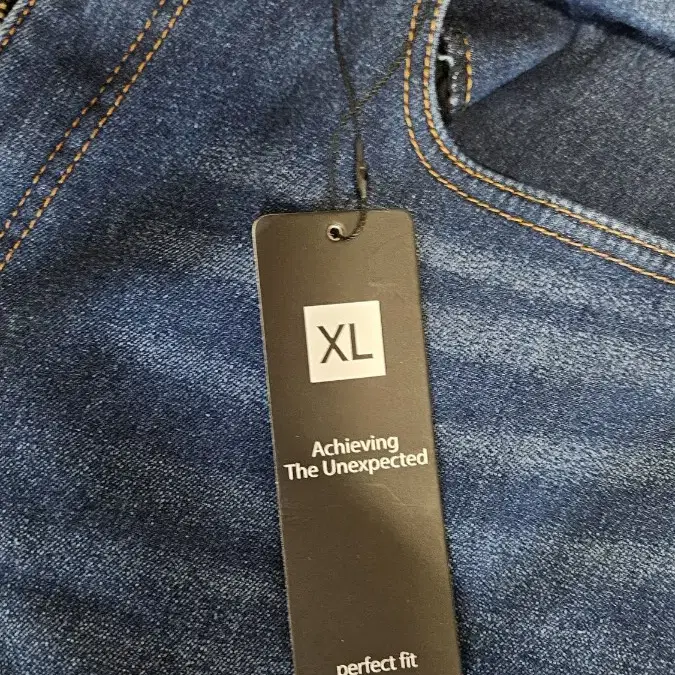 XL
Achieving
The Unexpected
perfect fit